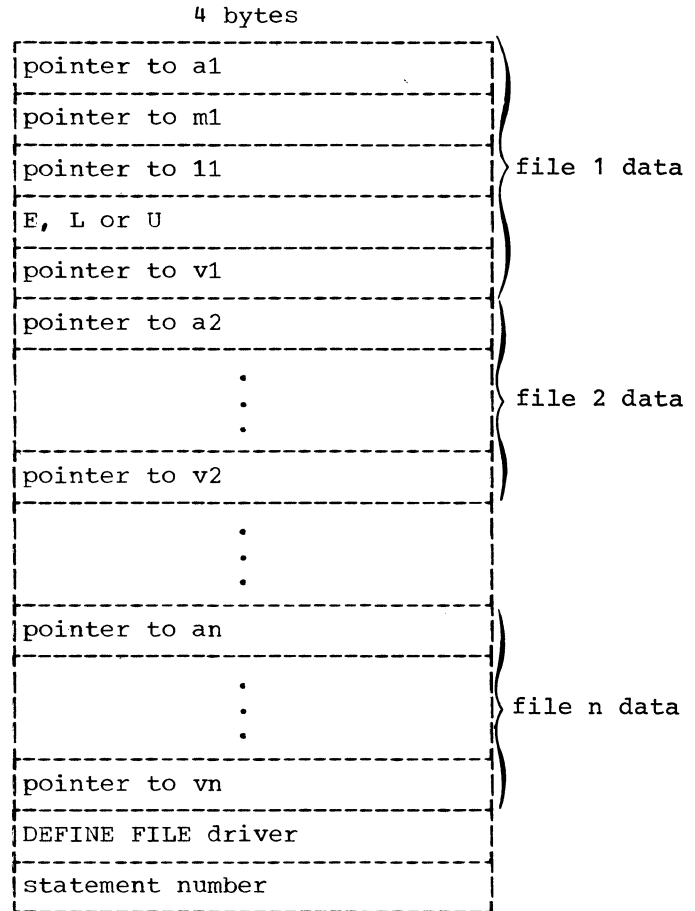 4 bytes
pointer to a1
pointer to m1
pointer to l1
file 1 data
E, L or U
pointer to v1
pointer to a2
.
.
file 2 data
.
pointer to v2
.
.
.
pointer to an
.
.
file n data
.
pointer to vn
DEFINE FILE driver
statement number